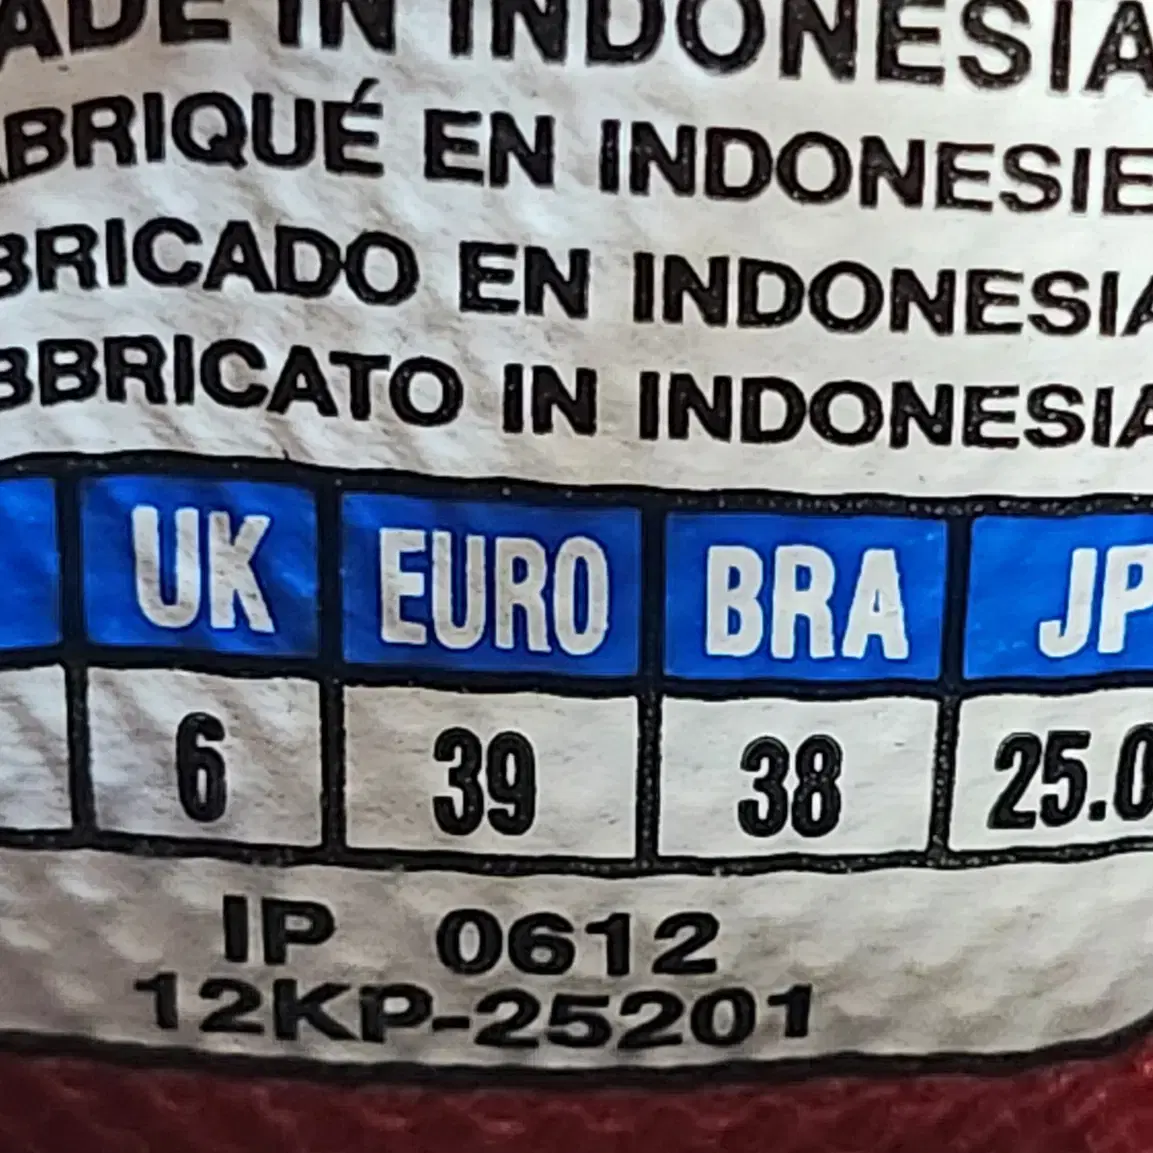 ADE IN INDONESIA
ABRIQUÉ EN INDONESIE
BRICADO EN INDONESIA
BBRICATO IN INDONESIA
UK EURO BRA JP
6 39 38 25.0
IP 0612
12KP-25201